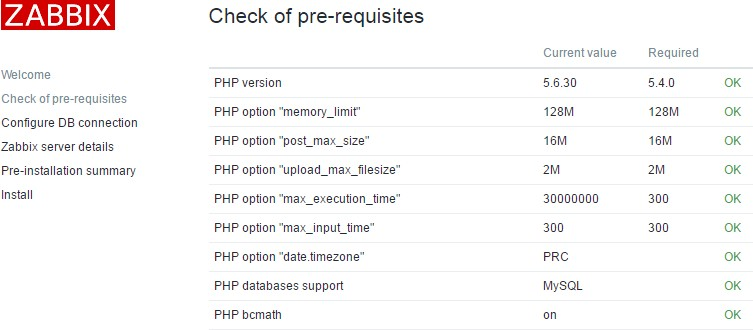 ZABBIX
Welcome
Check of pre-requisites
Configure DB connection
Zabbix server details
Pre-installation summary
Install
Check of pre-requisites
Current value Required
PHP version 5.6.30 5.4.0 OK
PHP option "memory_limit" 128M 128M OK
PHP option "post_max_size" 16M 16M OK
PHP option "upload_max_filesize" 2M 2M OK
PHP option "max_execution_time" 30000000 300 OK
PHP option "max_input_time" 300 300 OK
PHP option "date.timezone" PRC OK
PHP databases support MySQL OK
PHP bcmath on OK